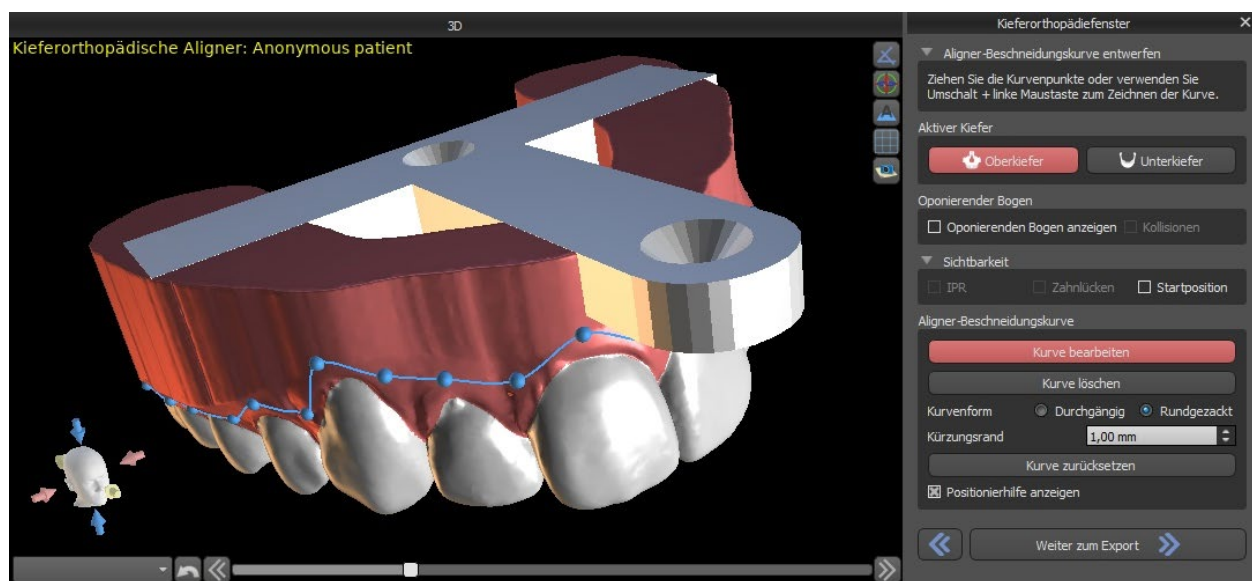 3D
Kieferorthopädiefenster
Kieferorthopädische Aligner: Anonymous patient
Aligner-Beschneidungskurve entwerfen
Ziehen Sie die Kurvenpunkte oder verwenden Sie
Umschalt + linke Maustaste zum Zeichnen der Kurve.
Aktiver Kiefer
Oberkiefer Unterkiefer
Oponierender Bogen
Oponierenden Bogen anzeigen Kollisionen
Sichtbarkeit
IPR Zahnlücken Startposition
Aligner-Beschneidungskurve
Kurve bearbeiten
Kurve löschen
Kurvenform Durchgängig Rundgezackt
Kürzungsrand 1,00 mm
Kurve zurücksetzen
Positionierhilfe anzeigen
Weiter zum Export